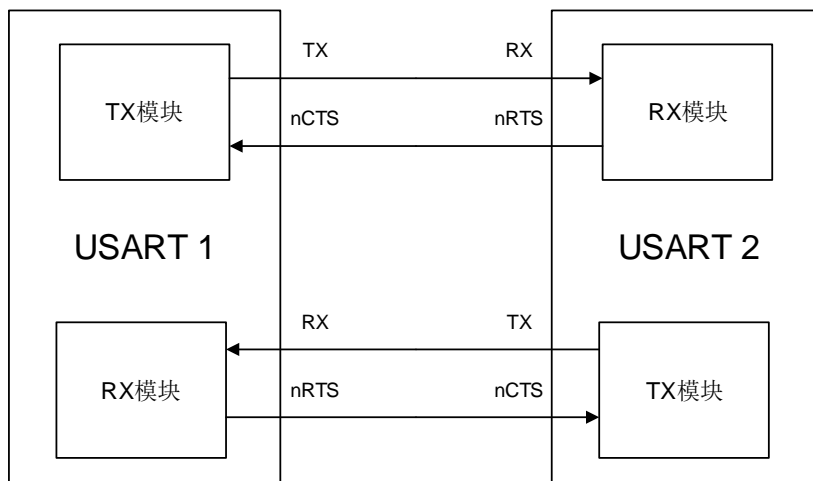 TX RX
TX模块
nCTS nRTS
RX模块
USART 1 USART 2
RX TX
RX模块
nRTS nCTS
TX模块